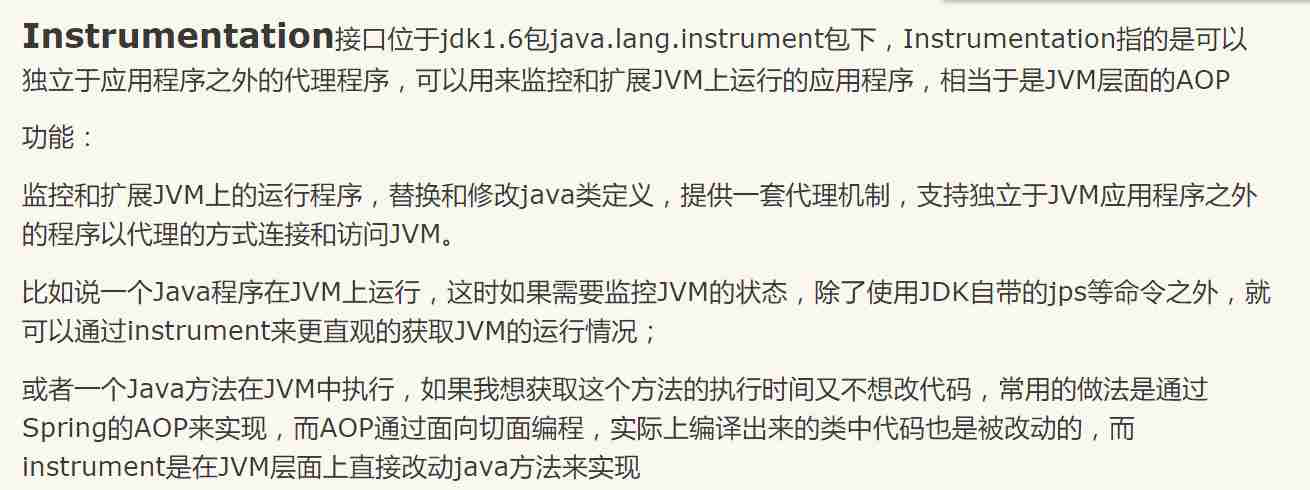 Instrumentation接口位于jdk1.6包java.lang.instrument包下，Instrumentation指的是可以
独立于应用程序之外的代理程序，可以用来监控和扩展JVM上运行的应用程序，相当于是JVM层面的AOP
功能：
监控和扩展JVM上的运行程序，替换和修改java类定义，提供一套代理机制，支持独立于JVM应用程序之外
的程序以代理的方式连接和访问JVM。
比如说一个Java程序在JVM上运行，这时如果需要监控JVM的状态，除了使用JDK自带的jps等命令之外，就
可以通过instrument来更直观的获取JVM的运行情况；
或者一个Java方法在JVM中执行，如果我想获取这个方法的执行时间又不想改代码，常用的做法是通过
Spring的AOP来实现，而AOP通过面向切面编程，实际上编译出来的类中代码也是被改动的，而
instrument是在JVM层面上直接改动java方法来实现